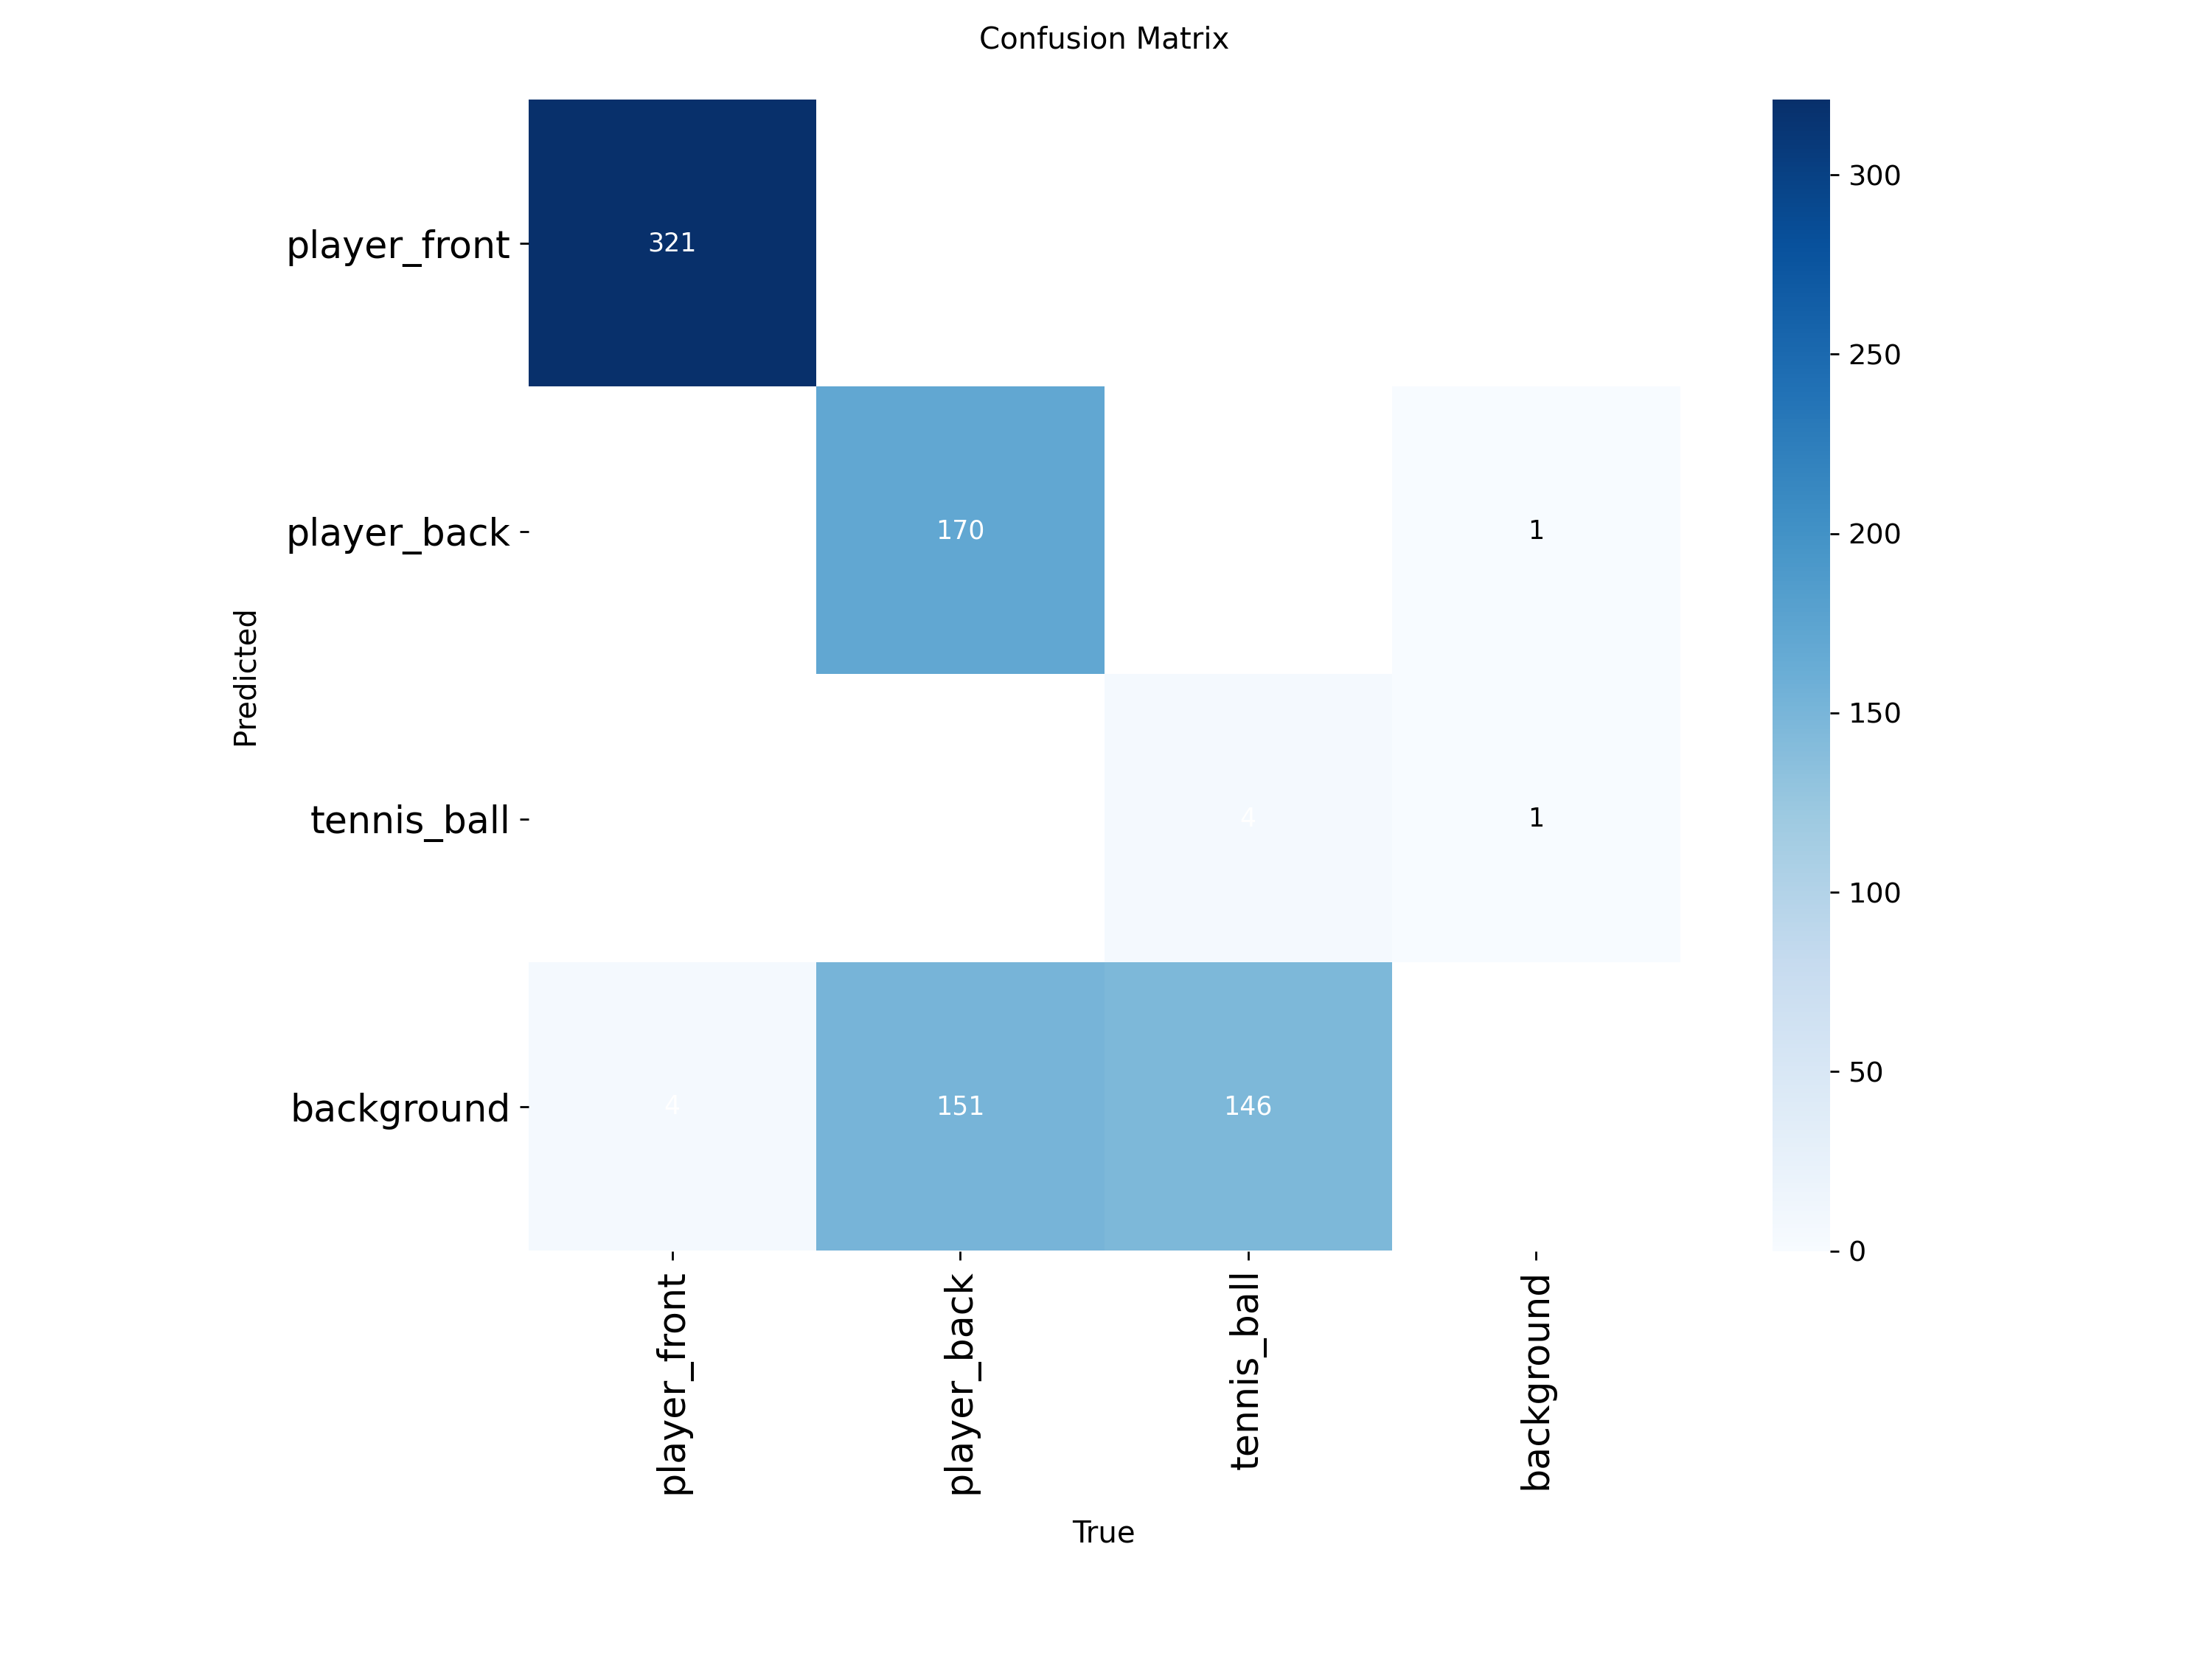 Confusion Matrix
player_front
321
player_back
170
1
tennis_ball
4
1
background
4
151
146
player_front
player_back
tennis_ball
background
True
Predicted
300
250
200
150
100
50
0